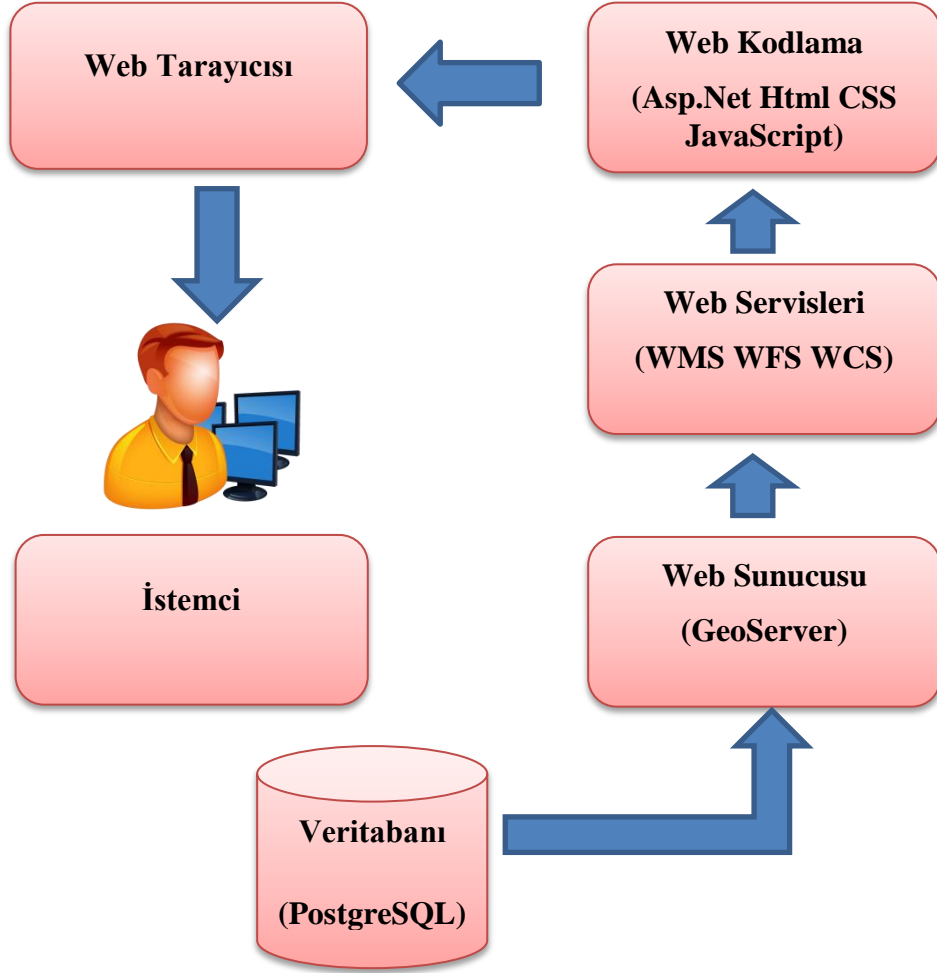 Web Tarayıcısı
Web Kodlama
(Asp.Net Html CSS
JavaScript)
Web Servisleri
(WMS WFS WCS)
İstemci
Web Sunucusu
(GeoServer)
Veritabanı
(PostgreSQL)